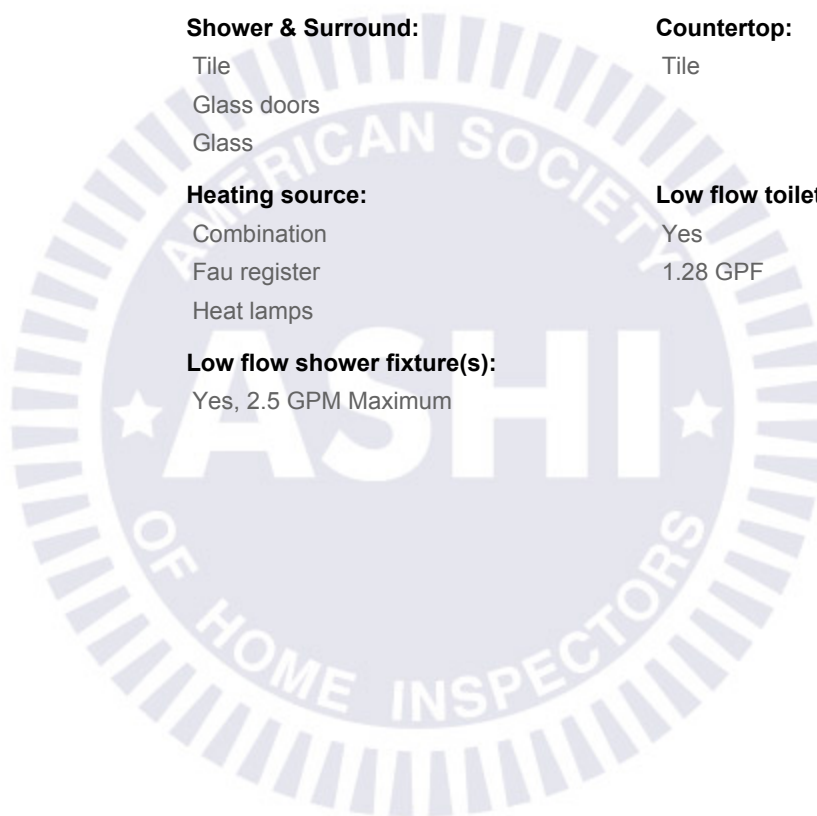 Shower & Surround:
Tile
Glass doors
Glass
Countertop:
Tile
Heating source:
Combination
Fau register
Heat lamps
Low flow toilet
Yes
1.28 GPF
Low flow shower fixture(s):
Yes, 2.5 GPM Maximum
AMERICAN SOCIETY
ASHI
OF HOME INSPECTORS